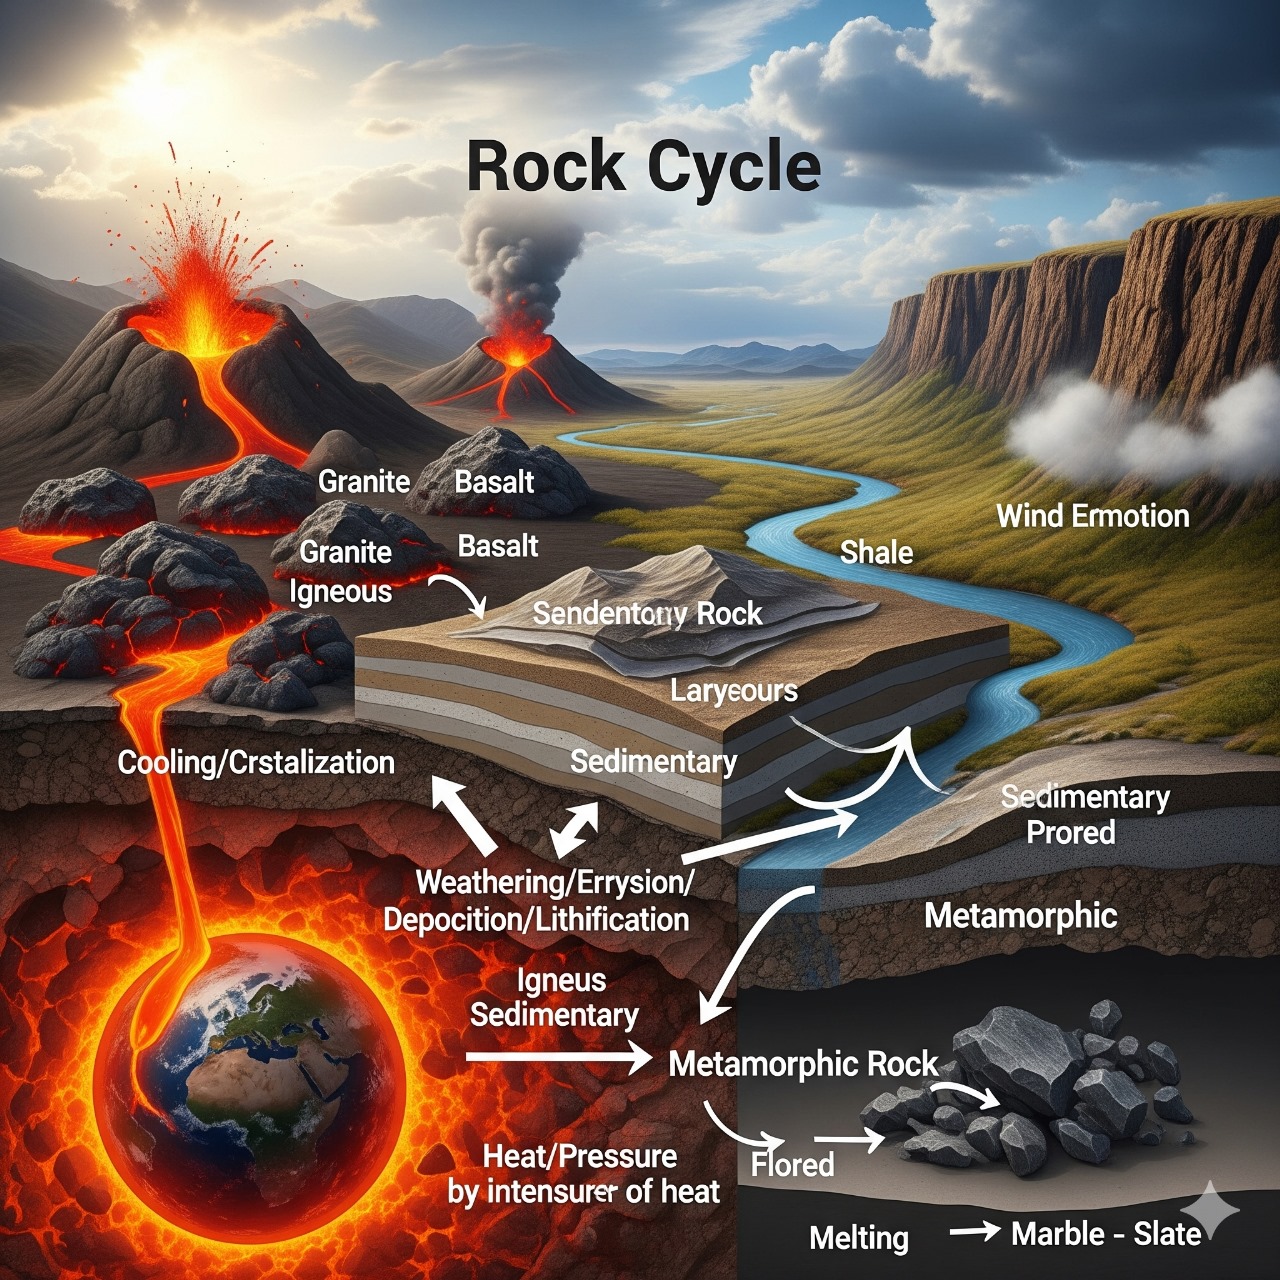 Rock Cycle
Granite
Basalt
Granite
Igneous
Basalt
Wind Ermotion
Shale
Sendentory Rock
Laryeours
Cooling/Crstalization
Sedimentary
Sedimentary
Prored
Weathering/Errysion/
Depocition/Lithification
Metamorphic
Igneus
Sedimentary
Metamorphic Rock
Heat/Pressure
by intensurer of heat
Flored
Melting
Marble - Slate